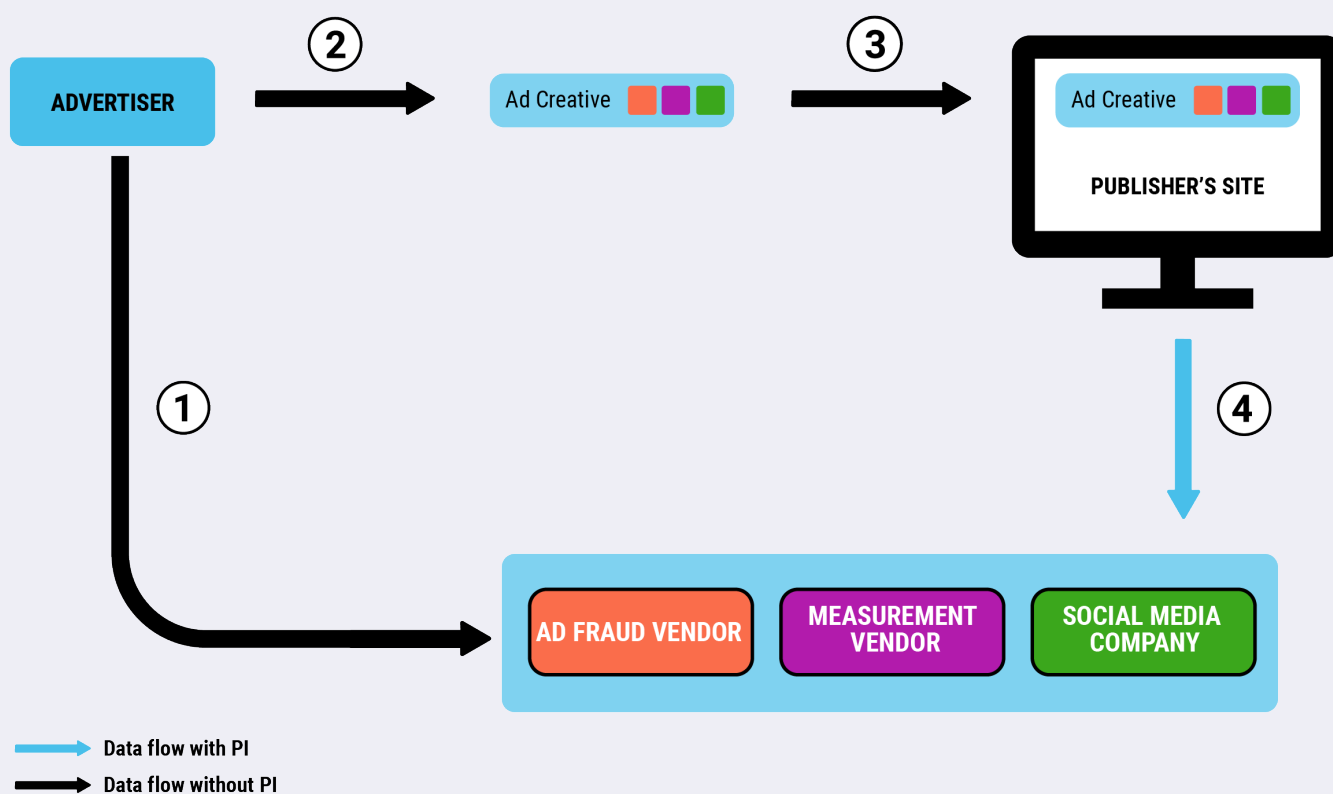 2
3
ADVERTISER
Ad Creative
Ad Creative
PUBLISHER’S SITE
1
4
AD FRAUD VENDOR
MEASUREMENT
VENDOR
SOCIAL MEDIA
COMPANY
Data flow with PI
Data flow without PI